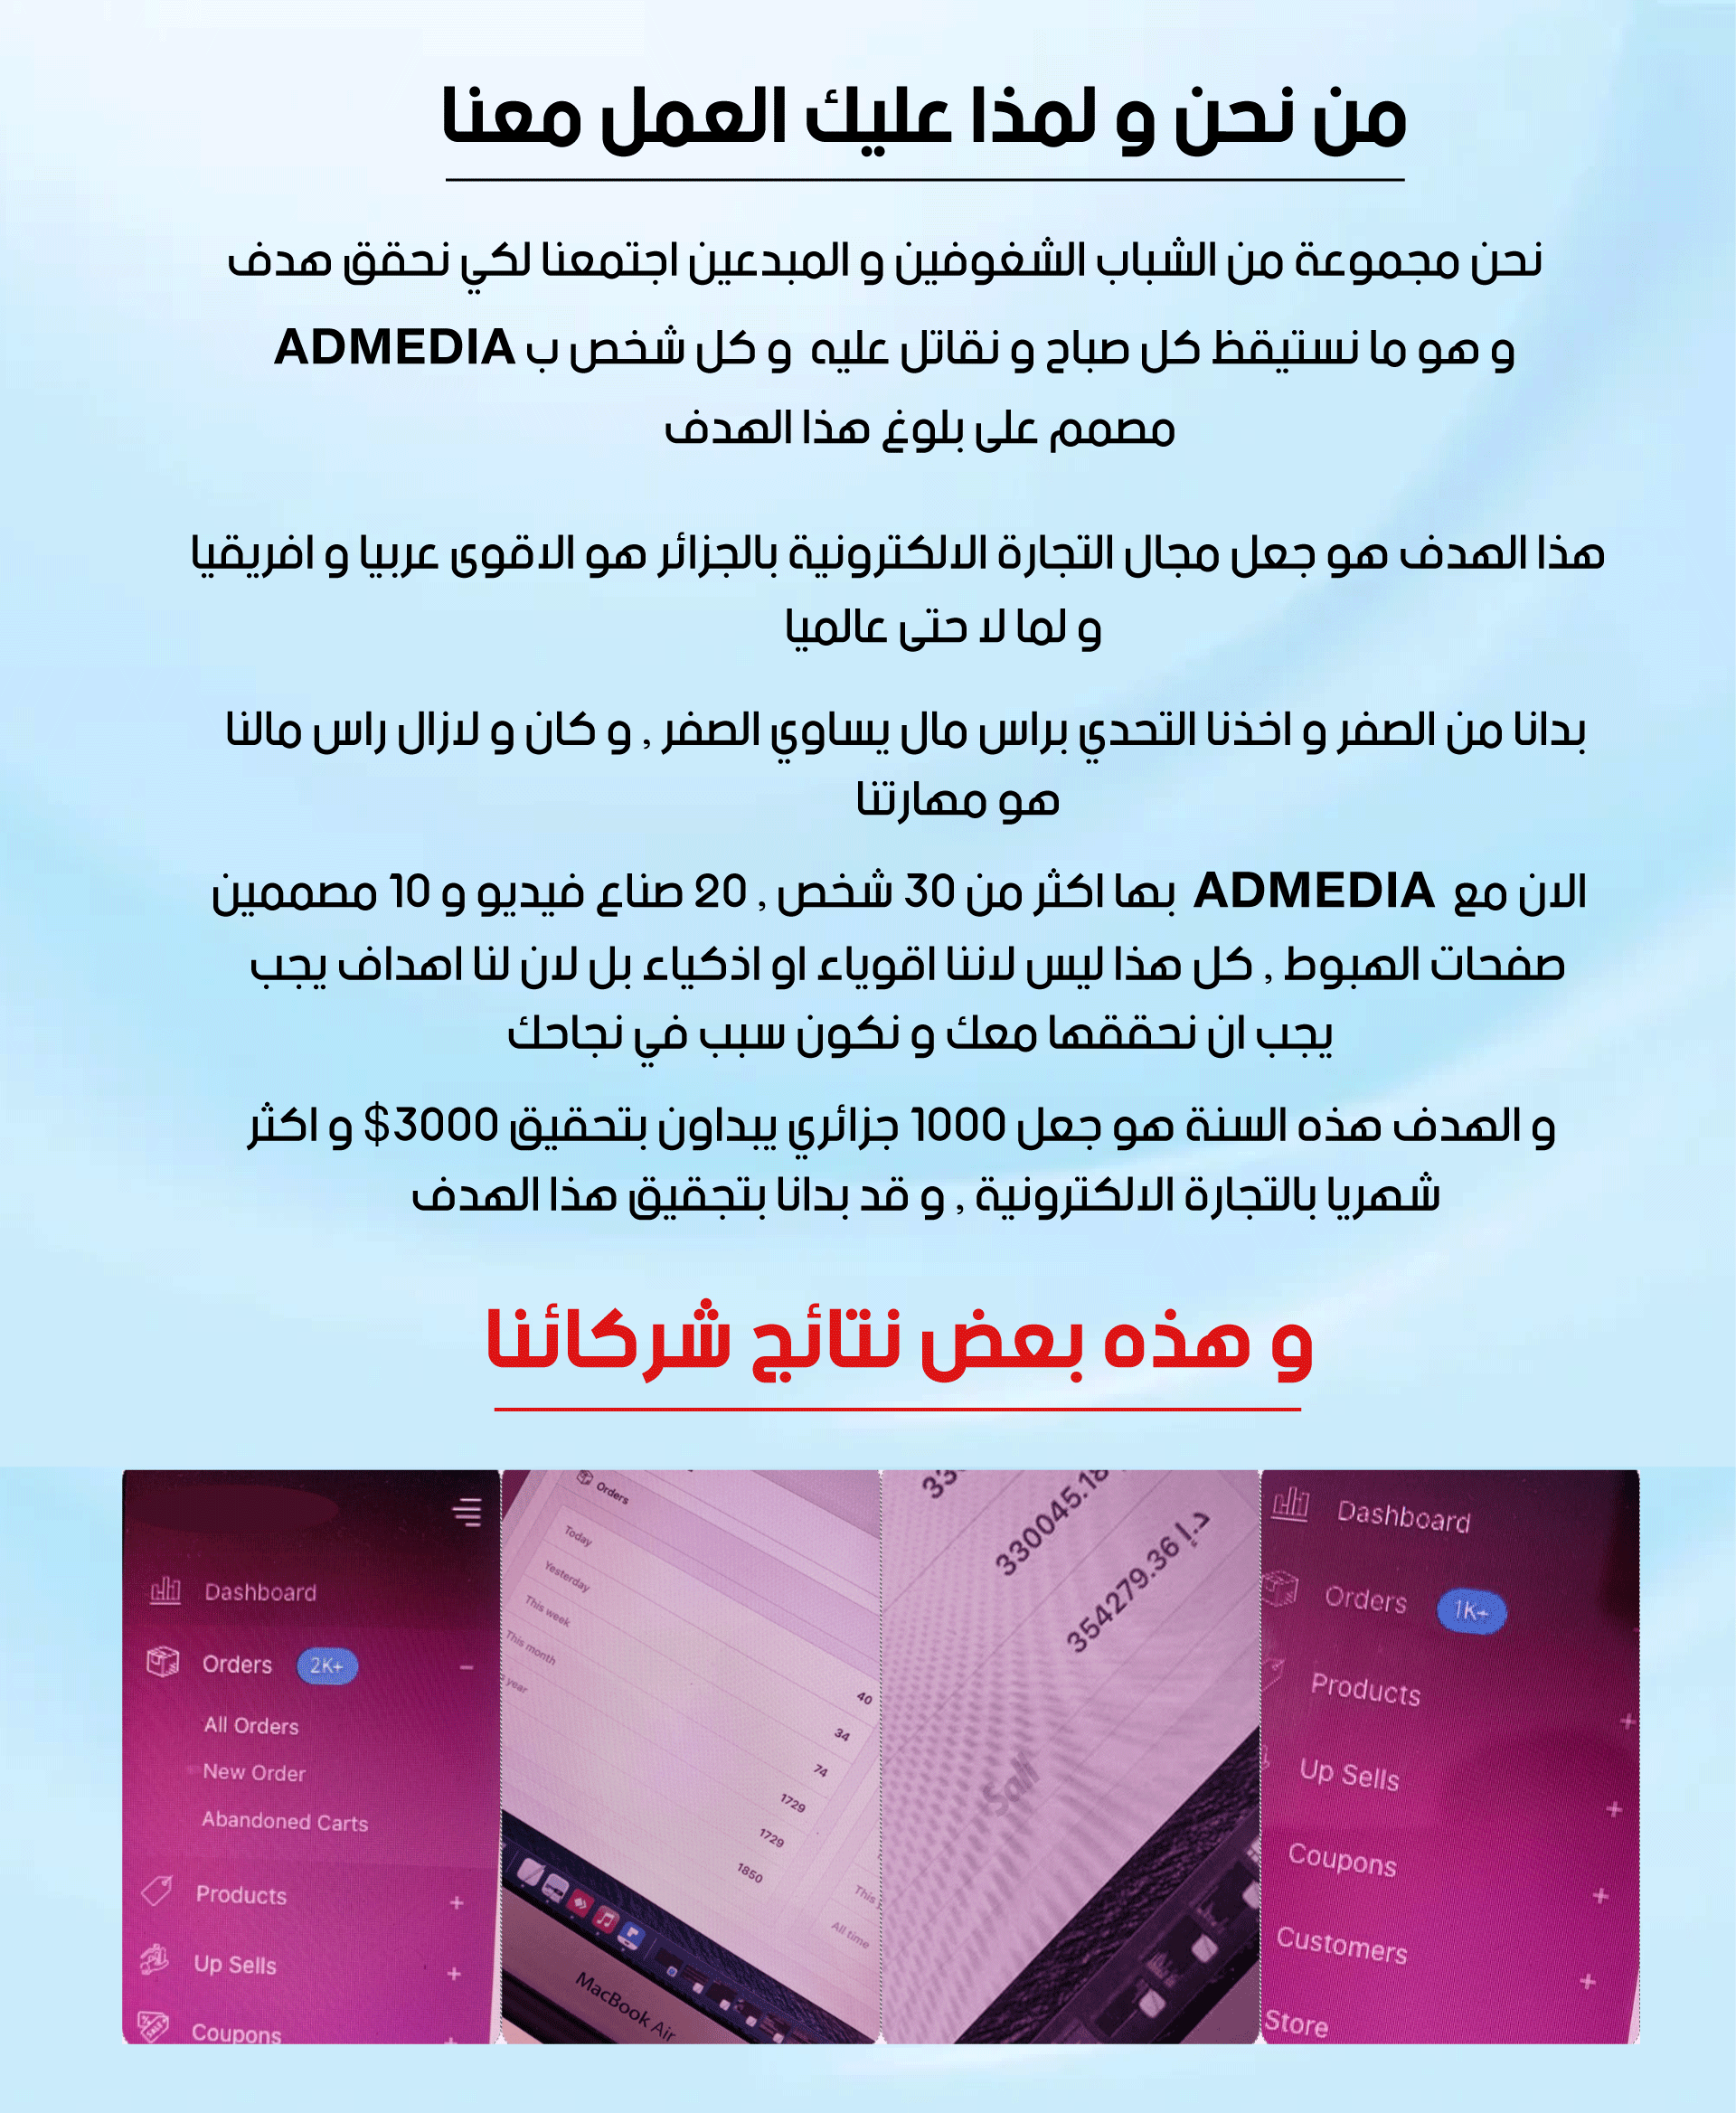 من نحن و لمذا عليك العمل معنا
نحن مجموعة من الشباب الشغوفين و المبدعين اجتمعنا لكي نحقق هدف
و هو ما نستيقظ كل صباح و نقاتل عليه و كل شخص ب ADMEDIA
مصمم على بلوغ هذا الهدف
هذا الهدف هو جعل مجال التجارة الالكترونية بالجزائر هو الاقوى عربيا و افريقيا
و لما لا حتى عالميا
بدانا من الصفر و اخذنا التحدي براس مال يساوي الصفر , و كان و لازال راس مالنا
هو مهارتنا
الان مع ADMEDIA بها اكثر من 30 شخص , 20 صناع فيديو و 10 مصممين
صفحات الهبوط , كل هذا ليس لاننا اقوياء او اذكياء بل لان لنا اهداف يجب
يجب ان نحققها معك و نكون سبب في نجاحك
و الهدف هذه السنة هو جعل 1000 جزائري يبداون بتحقيق 3000$ و اكثر
شهريا بالتجارة الالكترونية , و قد بدانا بتجقيق هذا الهدف
و هذه بعض نتائج شركائنا
Dashboard
Orders 2K+
All Orders
New Order
Abandoned Carts
Products
Up Sells
Coupons
Orders
Today
Yesterday
This week
This month
year
40
34
74
1729
1729
1850
This
All time
MacBook Air
330045.18
354279.36 د.إ
Dashboard
Orders 1K+
Products
Up Sells
Coupons
Customers
Store